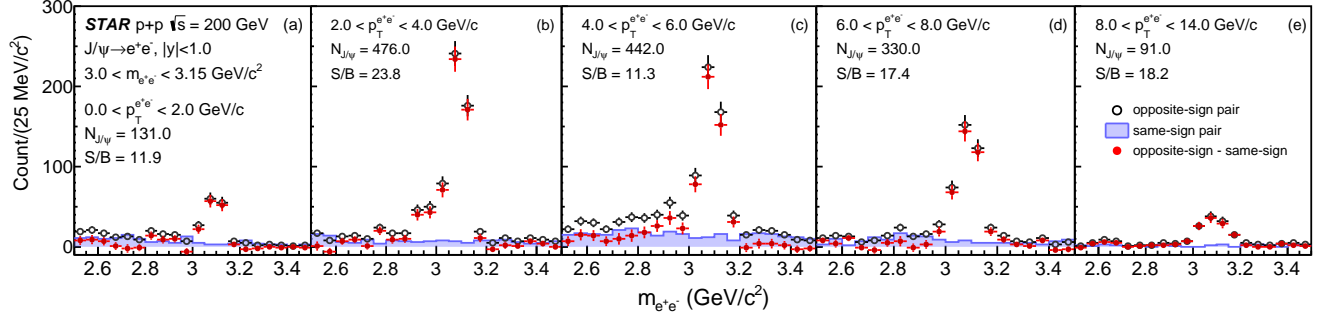 STAR p+p √s = 200 GeV (a)
J/ψ→e⁺e⁻, |y|<1.0
3.0 < m_e⁺e⁻ < 3.15 GeV/c²
0.0 < p_T^e⁺e⁻ < 2.0 GeV/c
N_J/ψ = 131.0
S/B = 11.9
2.0 < p_T^e⁺e⁻ < 4.0 GeV/c (b)
N_J/ψ = 476.0
S/B = 23.8
4.0 < p_T^e⁺e⁻ < 6.0 GeV/c (c)
N_J/ψ = 442.0
S/B = 11.3
6.0 < p_T^e⁺e⁻ < 8.0 GeV/c (d)
N_J/ψ = 330.0
S/B = 17.4
8.0 < p_T^e⁺e⁻ < 14.0 GeV/c (e)
N_J/ψ = 91.0
S/B = 18.2
opposite-sign pair
same-sign pair
opposite-sign - same-sign
Count/(25 MeV/c²)
300
200
100
0
2.6 2.8 3 3.2 3.4
2.6 2.8 3 3.2 3.4
2.6 2.8 3 3.2 3.4
2.6 2.8 3 3.2 3.4
2.6 2.8 3 3.2 3.4
m_e⁺e⁻ (GeV/c²)